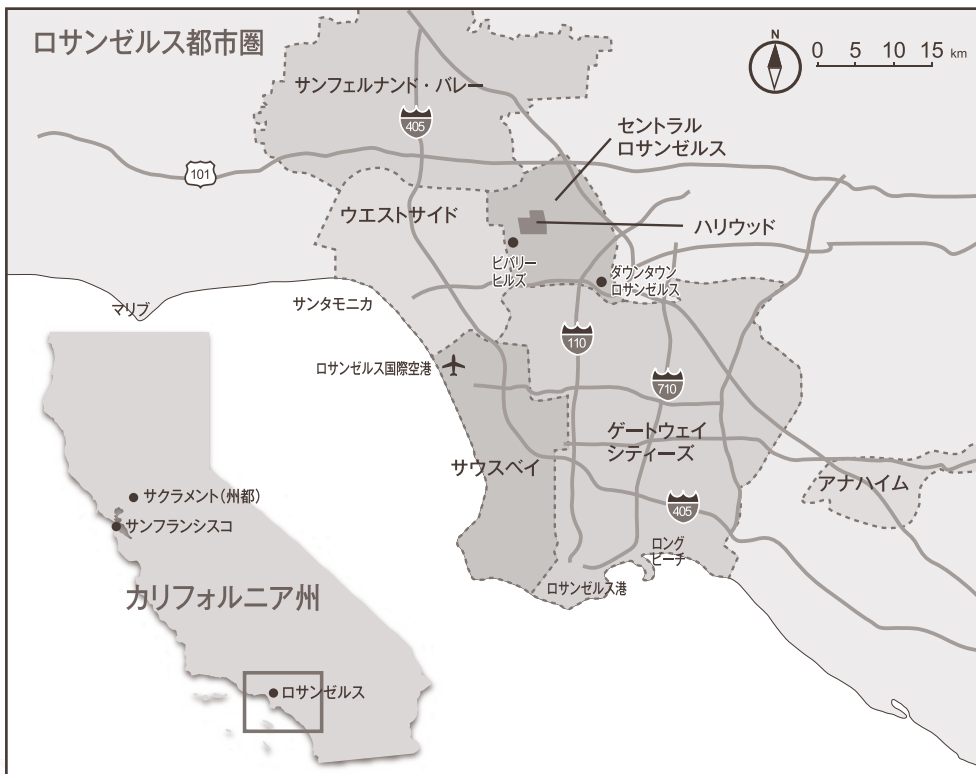 ロサンゼルス都市圏
N
0 5 10 15 km
サンフェルナンド・バレー
405
セントラル
ロサンゼルス
101
ウエストサイド
ハリウッド
ビバリー
ヒルズ
ダウンタウン
ロサンゼルス
マリブ
サンタモニカ
110
ロサンゼルス国際空港
710
ゲートウェイ
シティーズ
サウスベイ
アナハイム
サクラメント(州都)
405
サンフランシスコ
ロング
ビーチ
ロサンゼルス港
カリフォルニア州
ロサンゼルス